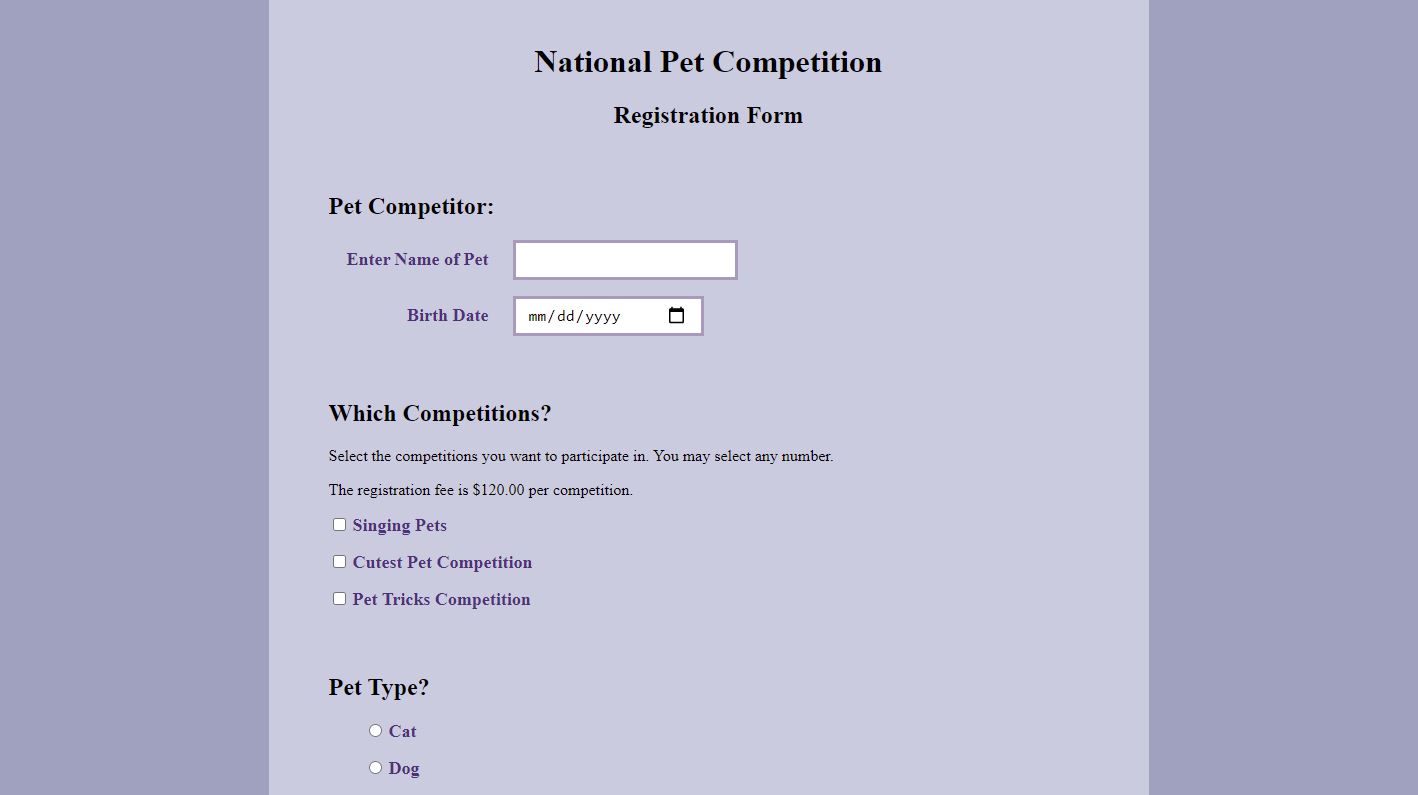 National Pet Competition
Registration Form
Pet Competitor:
Enter Name of Pet
Birth Date mm/dd/yyyy
Which Competitions?
Select the competitions you want to participate in. You may select any number.
The registration fee is $120.00 per competition.
Singing Pets
Cutest Pet Competition
Pet Tricks Competition
Pet Type?
Cat
Dog